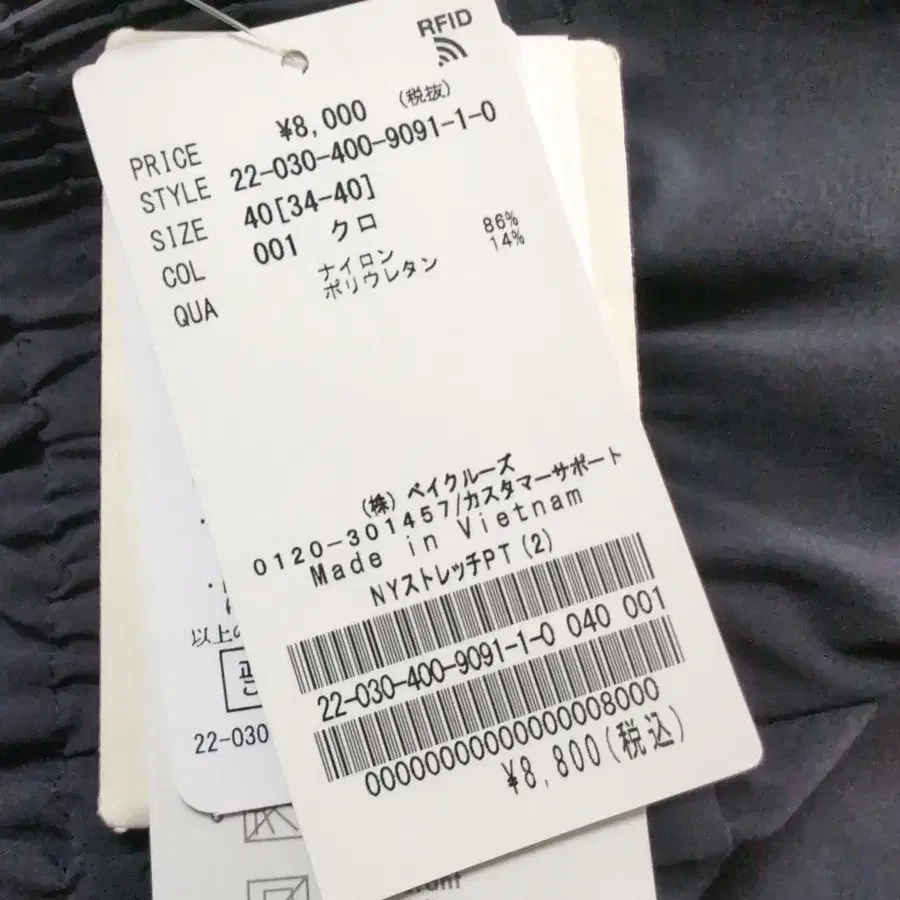 RFID
PRICE ¥8,000 (税抜)
STYLE 22-030-400-9091-1-0
SIZE 40[34-40]
COL 001 クロ
QUA ナイロン 86%
ポリウレタン 14%
(株) ベイクルーズ
0120-301457/カスタマーサポート
Made in Vietnam
NYストレッチPT(2)
22-030-400-9091-1-0 040 001
00000000000000008000
¥8,800(税込)
以上の
22-030